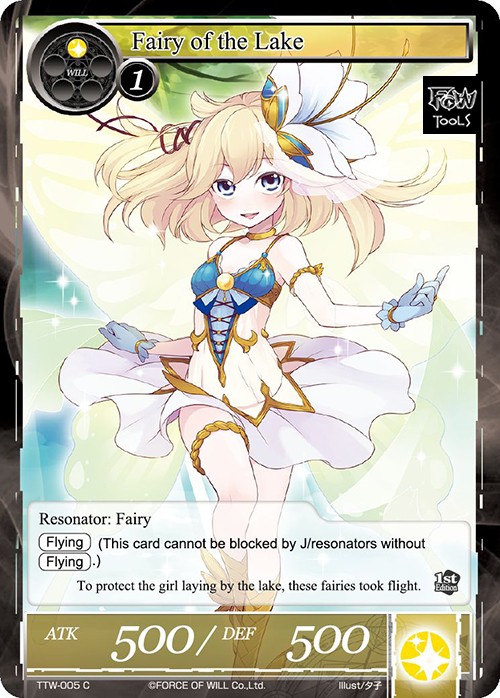 Fairy of the Lake
WILL
1
FOW
TOOLS
Resonator: Fairy
Flying (This card cannot be blocked by J/resonators without
Flying.)
To protect the girl laying by the lake, these fairies took flight.
1st
Edition
ATK 500/ DEF 500
TTW-005 C ©FORCE OF WILL Co.,Ltd. Illust/夕子